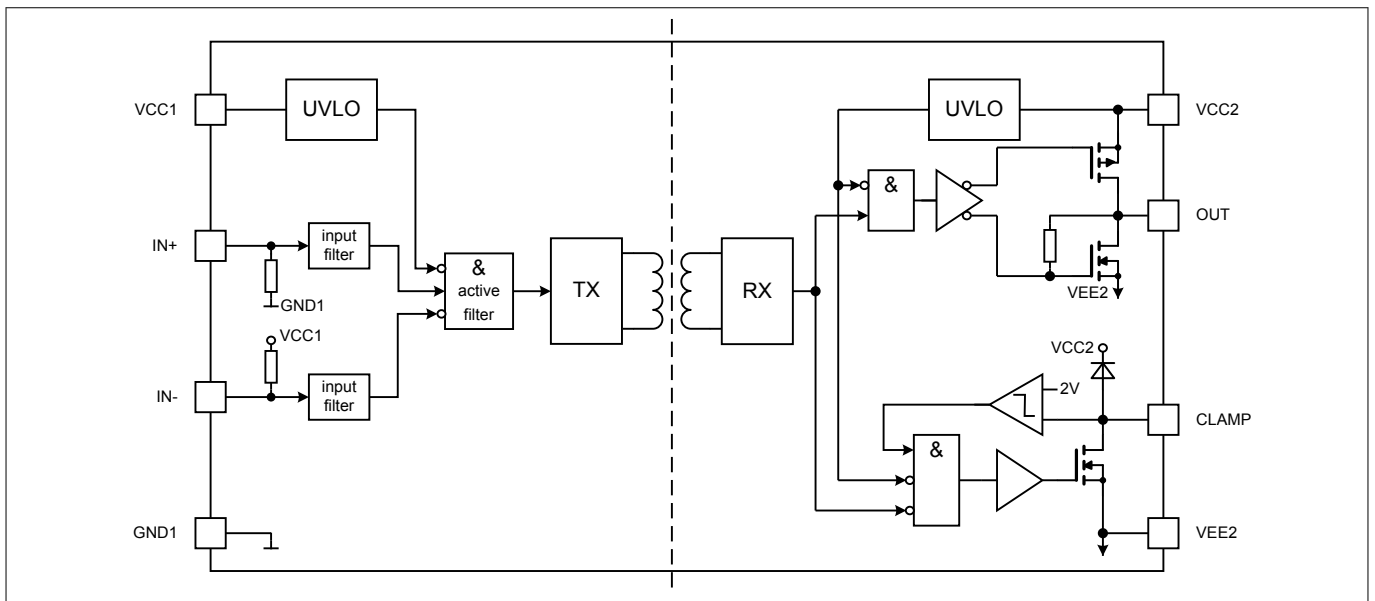 VCC1
UVLO
UVLO
VCC2
&
OUT
IN+
input
filter
GND1
&
active
filter
TX
RX
VEE2
VCC1
VCC2
IN-
input
filter
2V
CLAMP
&
GND1
VEE2